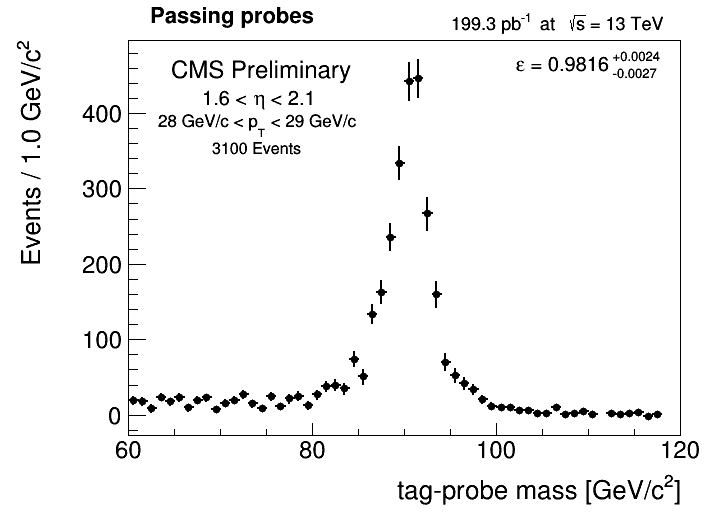 Passing probes
199.3 pb⁻¹ at √s = 13 TeV
CMS Preliminary
ε = 0.9816 +0.0024 -0.0027
1.6 < η < 2.1
28 GeV/c < p_T < 29 GeV/c
3100 Events
Events / 1.0 GeV/c²
400
300
200
100
0
60 80 100 120
tag-probe mass [GeV/c²]